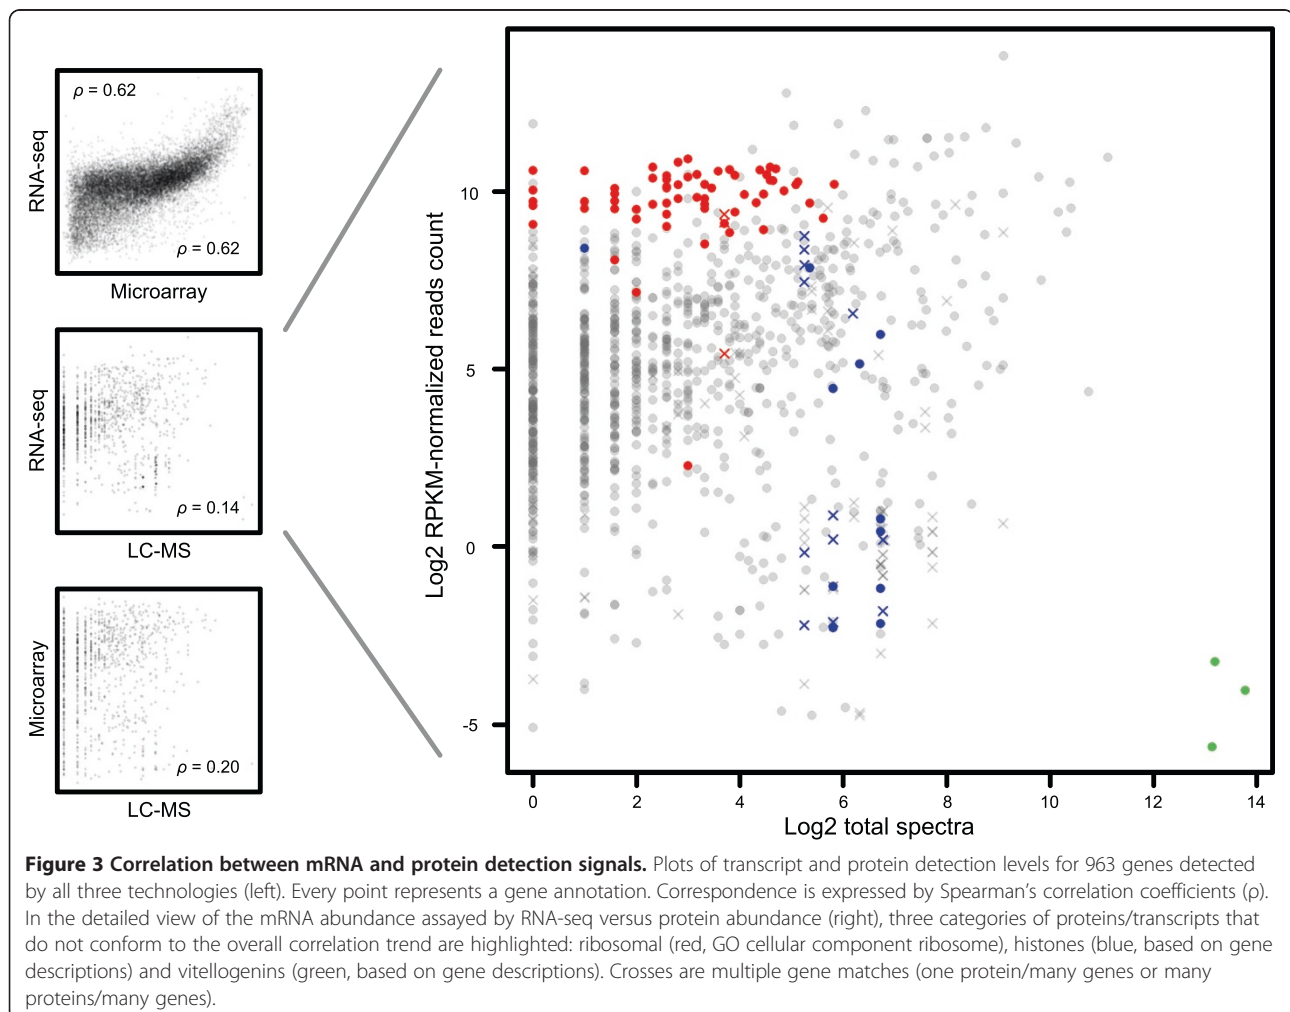 ρ = 0.62
RNA-seq
ρ = 0.62
Microarray
RNA-seq
ρ = 0.14
LC-MS
Microarray
ρ = 0.20
LC-MS
Log2 RPKM-normalized reads count
10
5
0
-5
0 2 4 6 8 10 12 14
Log2 total spectra
Figure 3 Correlation between mRNA and protein detection signals. Plots of transcript and protein detection levels for 963 genes detected
by all three technologies (left). Every point represents a gene annotation. Correspondence is expressed by Spearman's correlation coefficients (ρ).
In the detailed view of the mRNA abundance assayed by RNA-seq versus protein abundance (right), three categories of proteins/transcripts that
do not conform to the overall correlation trend are highlighted: ribosomal (red, GO cellular component ribosome), histones (blue, based on gene
descriptions) and vitellogenins (green, based on gene descriptions). Crosses are multiple gene matches (one protein/many genes or many
proteins/many genes).